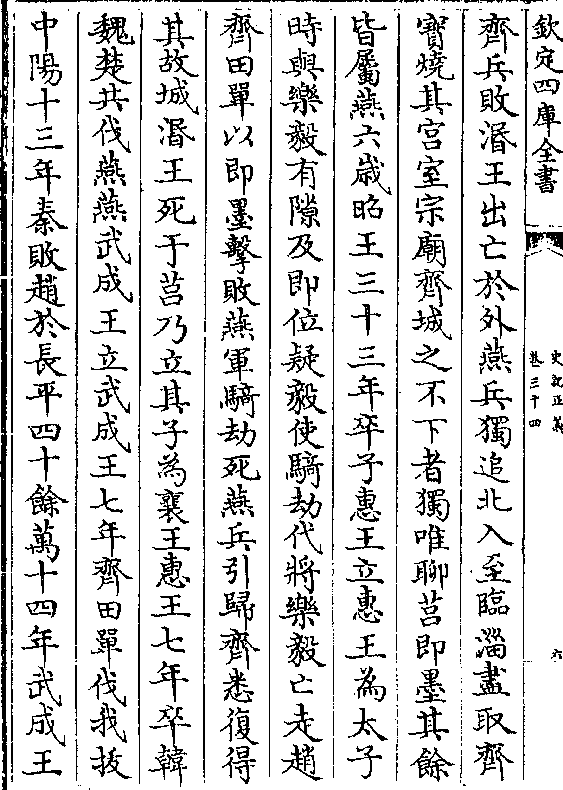 欽定四庫全書
史記正義
卷三十四
六
齊兵敗湣王出亡於外燕兵獨追北入至臨淄盡取齊
寳燒其宫室宗廟齊城之不下者獨唯聊莒即墨其餘
皆屬燕六歲昭王三十三年卒子惠王立惠王為太子
時與樂毅有隙及即位疑毅使騎劫代將樂毅亡走趙
齊田單以即墨擊敗燕軍騎劫死燕兵引歸齊悉復得
其故城湣王死于莒乃立其子為襄王惠王七年卒韓
魏楚共伐燕燕武成王立武成王七年齊田單伐我拔
中陽十三年秦敗趙於長平四十餘萬十四年武成王